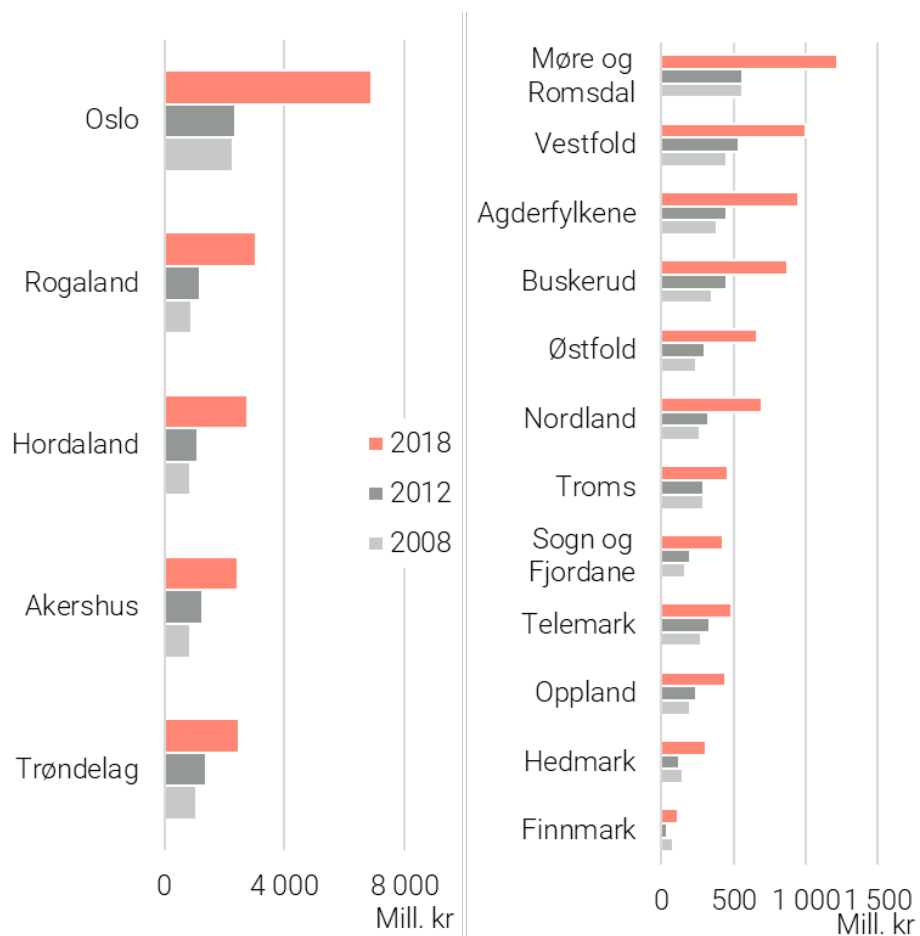 Oslo
Rogaland
Hordaland
Akershus
Trøndelag
2018
2012
2008
0
4 000
8 000
Mill. kr
Møre og
Romsdal
Vestfold
Agderfylkene
Buskerud
Østfold
Nordland
Troms
Sogn og
Fjordane
Telemark
Oppland
Hedmark
Finnmark
0
500
1 000
1 500
Mill. kr